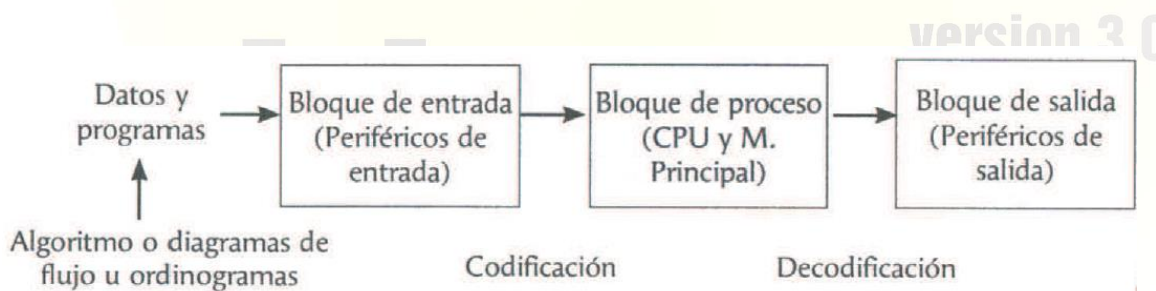 version 3
Datos y
programas
Bloque de entrada
(Periféricos de
entrada)
Bloque de proceso
(CPU y M.
Principal)
Bloque de salida
(Periféricos de
salida)
Algoritmo o diagramas de
flujo u ordinogramas
Codificación
Decodificación